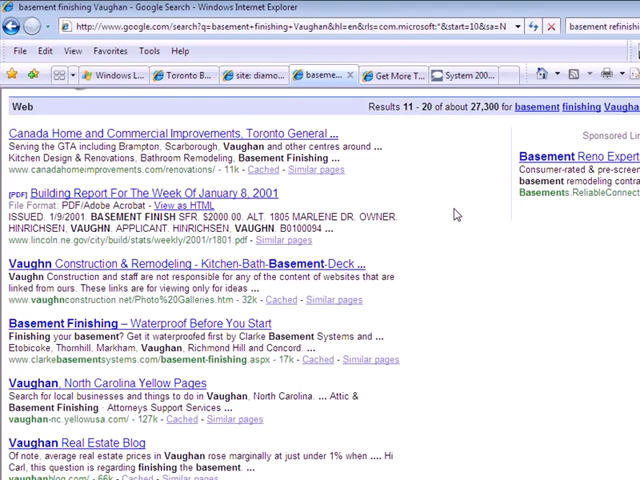 basement finishing Vaughan - Windows Internet Explorer
http://www.google.com/search?q=basement+finishing+Vaughan&hl=en&rls=com.microsoft:*&start=10&sa=N
basement refinishi
File Edit View Favorites Tools Help
Windows L...
Toronto B...
site: diamo...
baseme...
Get More T...
System 200...
Web
Results 11 - 20 of about 27,300 for basement finishing Vaugha
Canada Home and Commercial Improvements, Toronto General ...
Serving the GTA including Brampton, Scarborough, Vaughan and other centres around ...
Kitchen Design & Renovations, Bathroom Remodeling, Basement Finishing ...
www.canadahomeimprovements.com/renovations/ - 11k - Cached - Similar pages
Sponsored Lin
Basement Reno Expert
Consumer-rated & pre-screen
basement remodeling contra
Basements.ReliableConnect
[PDF] Building Report For The Week Of January 8, 2001
File Format: PDF/Adobe Acrobat - View as HTML
ISSUED. 1/9/2001. BASEMENT FINISH SFR. $2000.00. ALT. 1805 MARLENE DR. OWNER.
HINRICHSEN, VAUGHN. APPLICANT. HINRICHSEN, VAUGHN. B0100094 ...
www.lincoln.ne.gov/city/build/stats/weekly/2001/r1801.pdf - Similar pages
Vaughn Construction & Remodeling - Kitchen-Bath-Basement-Deck ...
Vaughn Construction and staff are not responsible for any of the content of websites that are
linked from ours. These links are for viewing only for ideas ...
www.vaughnconstruction.net/Photo%20Galleries.htm - 32k - Cached - Similar pages
Basement Finishing – Waterproof Before You Start
Finishing your basement? Get it waterproofed first by Clarke Basement Systems and ...
Etobicoke, Thornhill, Markham, Vaughan, Richmond Hill and Concord. ...
www.clarkebasementsystems.com/basement-finishing.aspx - 17k - Cached - Similar pages
Vaughan, North Carolina Yellow Pages
Search for local businesses and things to do in Vaughan, North Carolina. ... Attic &
Basement Finishing · Attorneys Support Services ...
vaughan-nc.yellowusa.com/ - 127k - Cached - Similar pages
Vaughan Real Estate Blog
Of note, average real estate prices in Vaughan rose marginally at just under 1% when .... Hi
Carl, this question is regarding finishing the basement. ...
vaughanblog.com/ - 66k - Cached - Similar pages